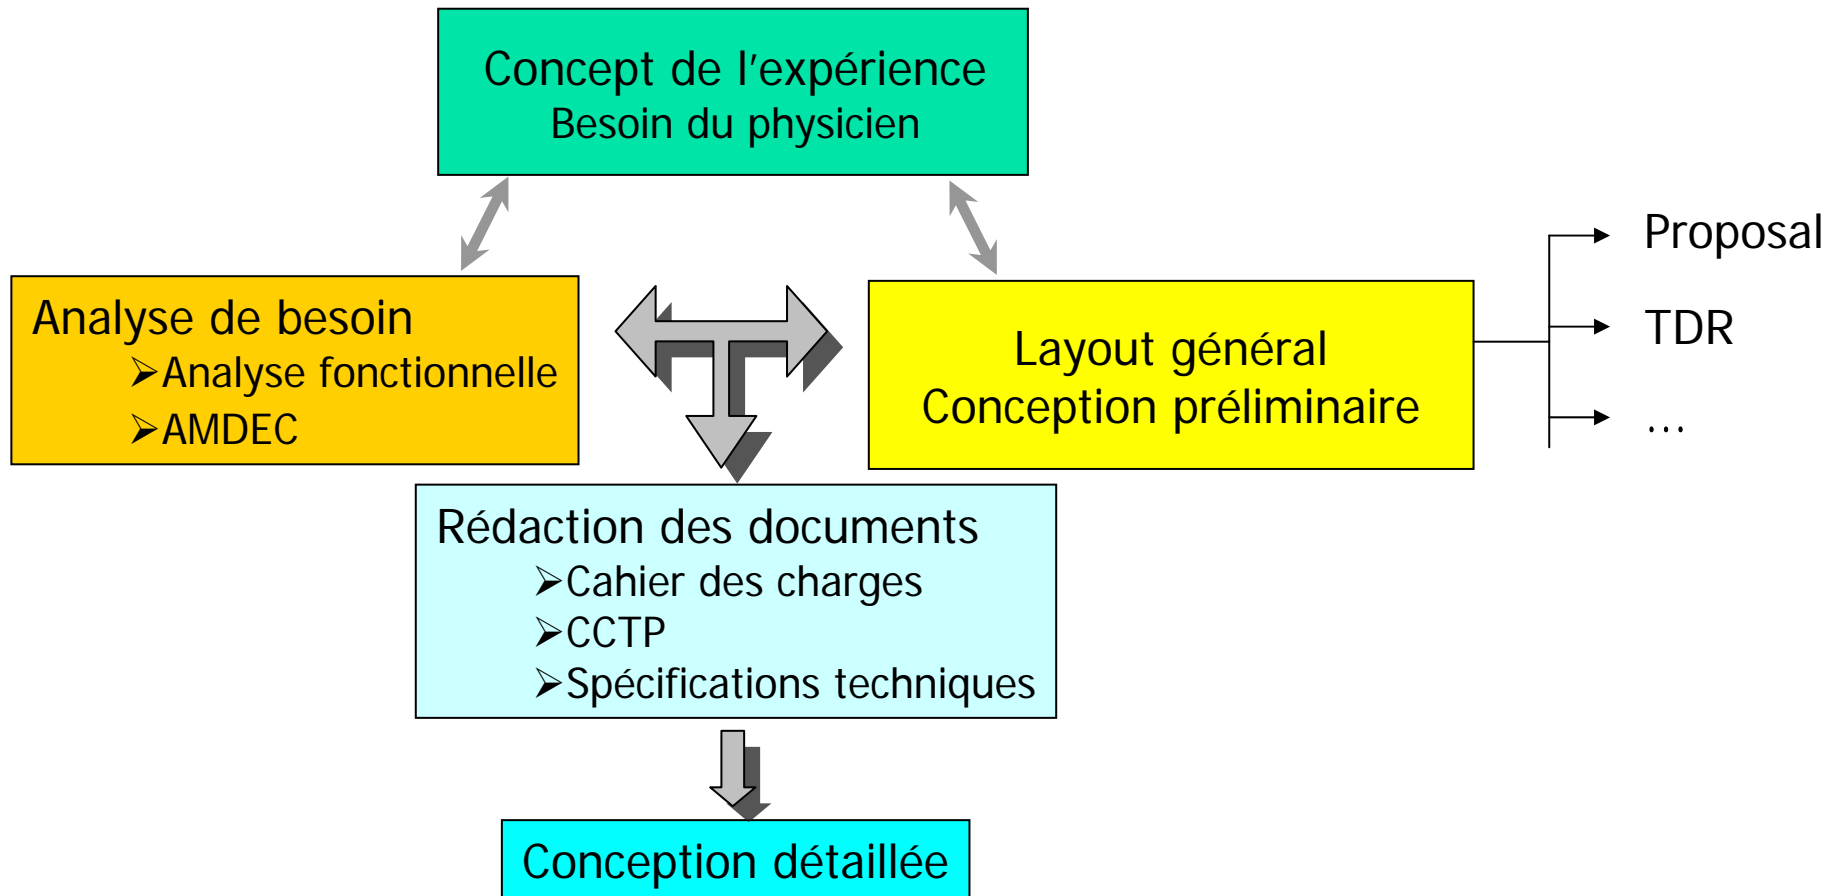 Concept de l'expérience
Besoin du physicien
Analyse de besoin
➢Analyse fonctionnelle
➢AMDEC
Layout général
Conception préliminaire
Proposal
TDR
...
Rédaction des documents
➢Cahier des charges
➢CCTP
➢Spécifications techniques
Conception détaillée